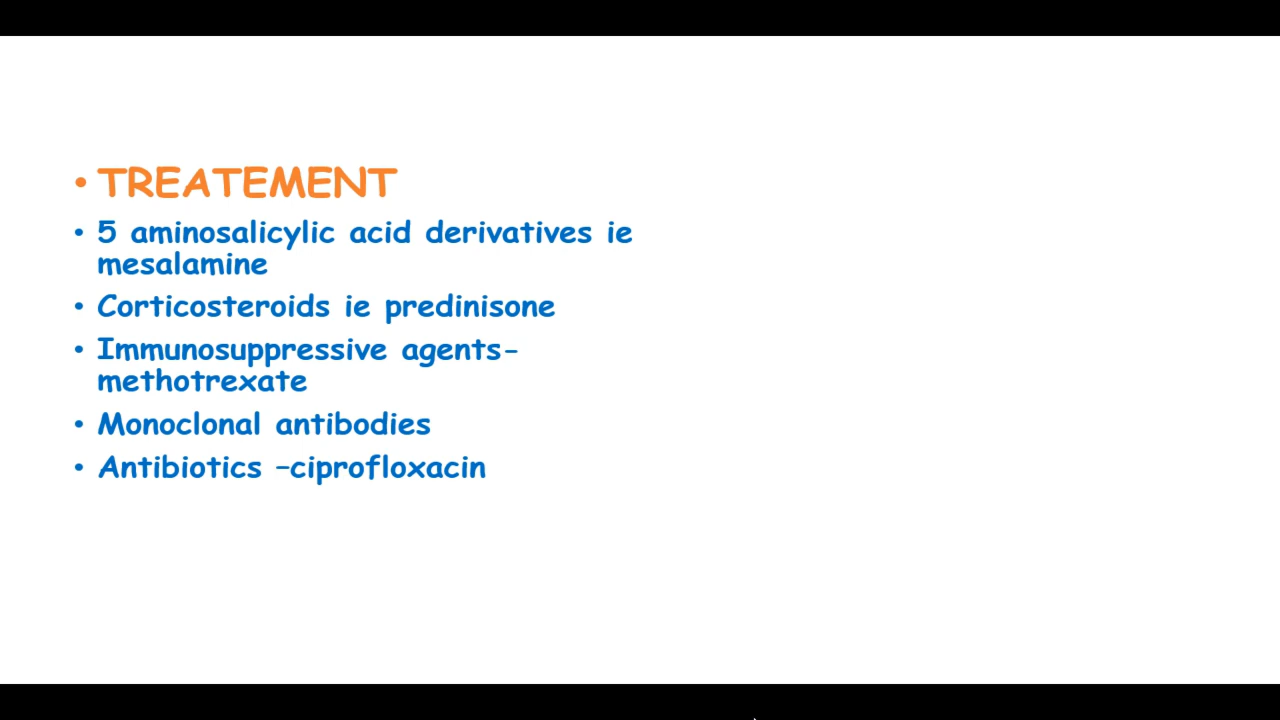 • TREATEMENT
• 5 aminosalicylic acid derivatives ie
mesalamine
• Corticosteroids ie predinisone
• Immunosuppressive agents-
methotrexate
• Monoclonal antibodies
• Antibiotics –ciprofloxacin